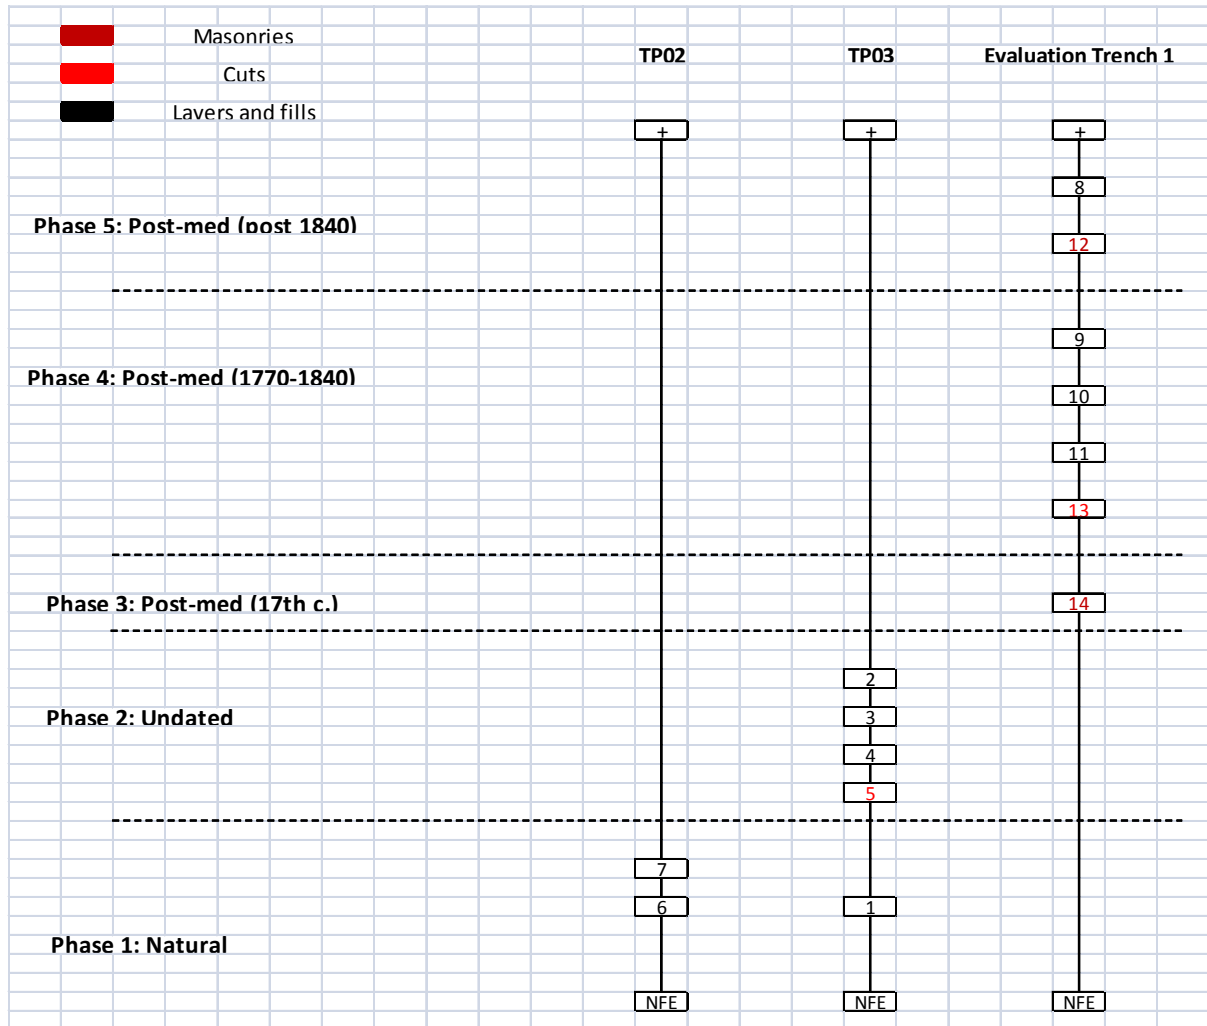 Masonries
Cuts
Layers and fills
TP02
TP03
Evaluation Trench 1
+
+
+
8
Phase 5: Post-med (post 1840)
12
9
Phase 4: Post-med (1770-1840)
10
11
13
Phase 3: Post-med (17th c.)
14
2
Phase 2: Undated
3
4
5
7
6
1
Phase 1: Natural
NFE
NFE
NFE